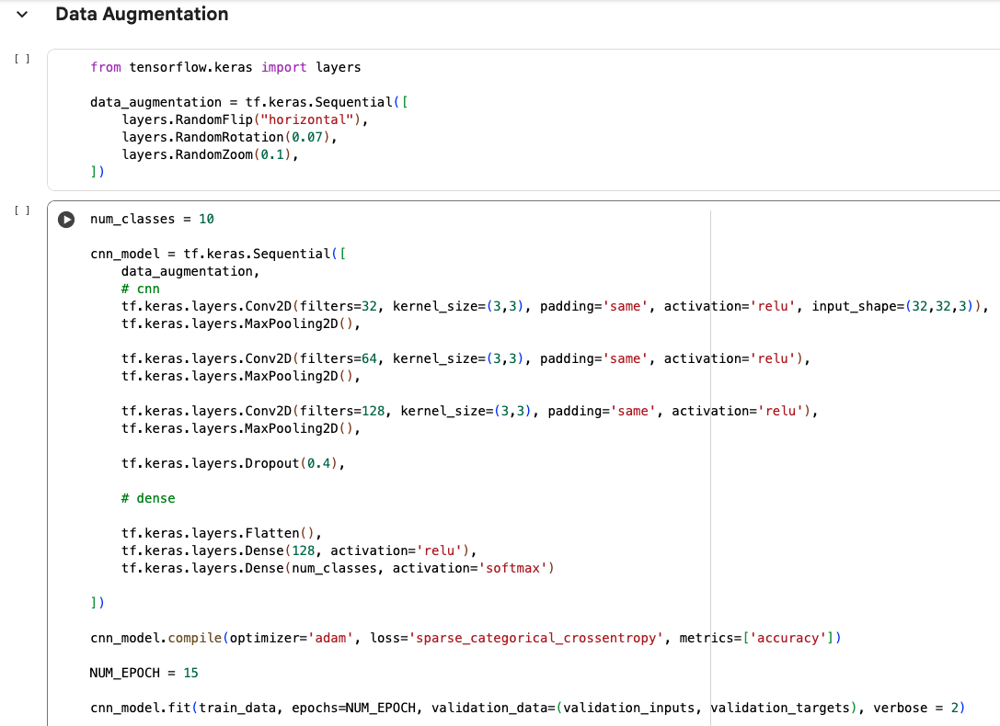 Data Augmentation
[ ]
from tensorflow.keras import layers
data_augmentation = tf.keras.Sequential([
layers.RandomFlip("horizontal"),
layers.RandomRotation(0.07),
layers.RandomZoom(0.1),
])
[ ]
num_classes = 10
cnn_model = tf.keras.Sequential([
data_augmentation,
# cnn
tf.keras.layers.Conv2D(filters=32, kernel_size=(3,3), padding='same', activation='relu', input_shape=(32,32,3)),
tf.keras.layers.MaxPooling2D(),
tf.keras.layers.Conv2D(filters=64, kernel_size=(3,3), padding='same', activation='relu'),
tf.keras.layers.MaxPooling2D(),
tf.keras.layers.Conv2D(filters=128, kernel_size=(3,3), padding='same', activation='relu'),
tf.keras.layers.MaxPooling2D(),
tf.keras.layers.Dropout(0.4),
# dense
tf.keras.layers.Flatten(),
tf.keras.layers.Dense(128, activation='relu'),
tf.keras.layers.Dense(num_classes, activation='softmax')
])
cnn_model.compile(optimizer='adam', loss='sparse_categorical_crossentropy', metrics=['accuracy'])
NUM_EPOCH = 15
cnn_model.fit(train_data, epochs=NUM_EPOCH, validation_data=(validation_inputs, validation_targets), verbose = 2)